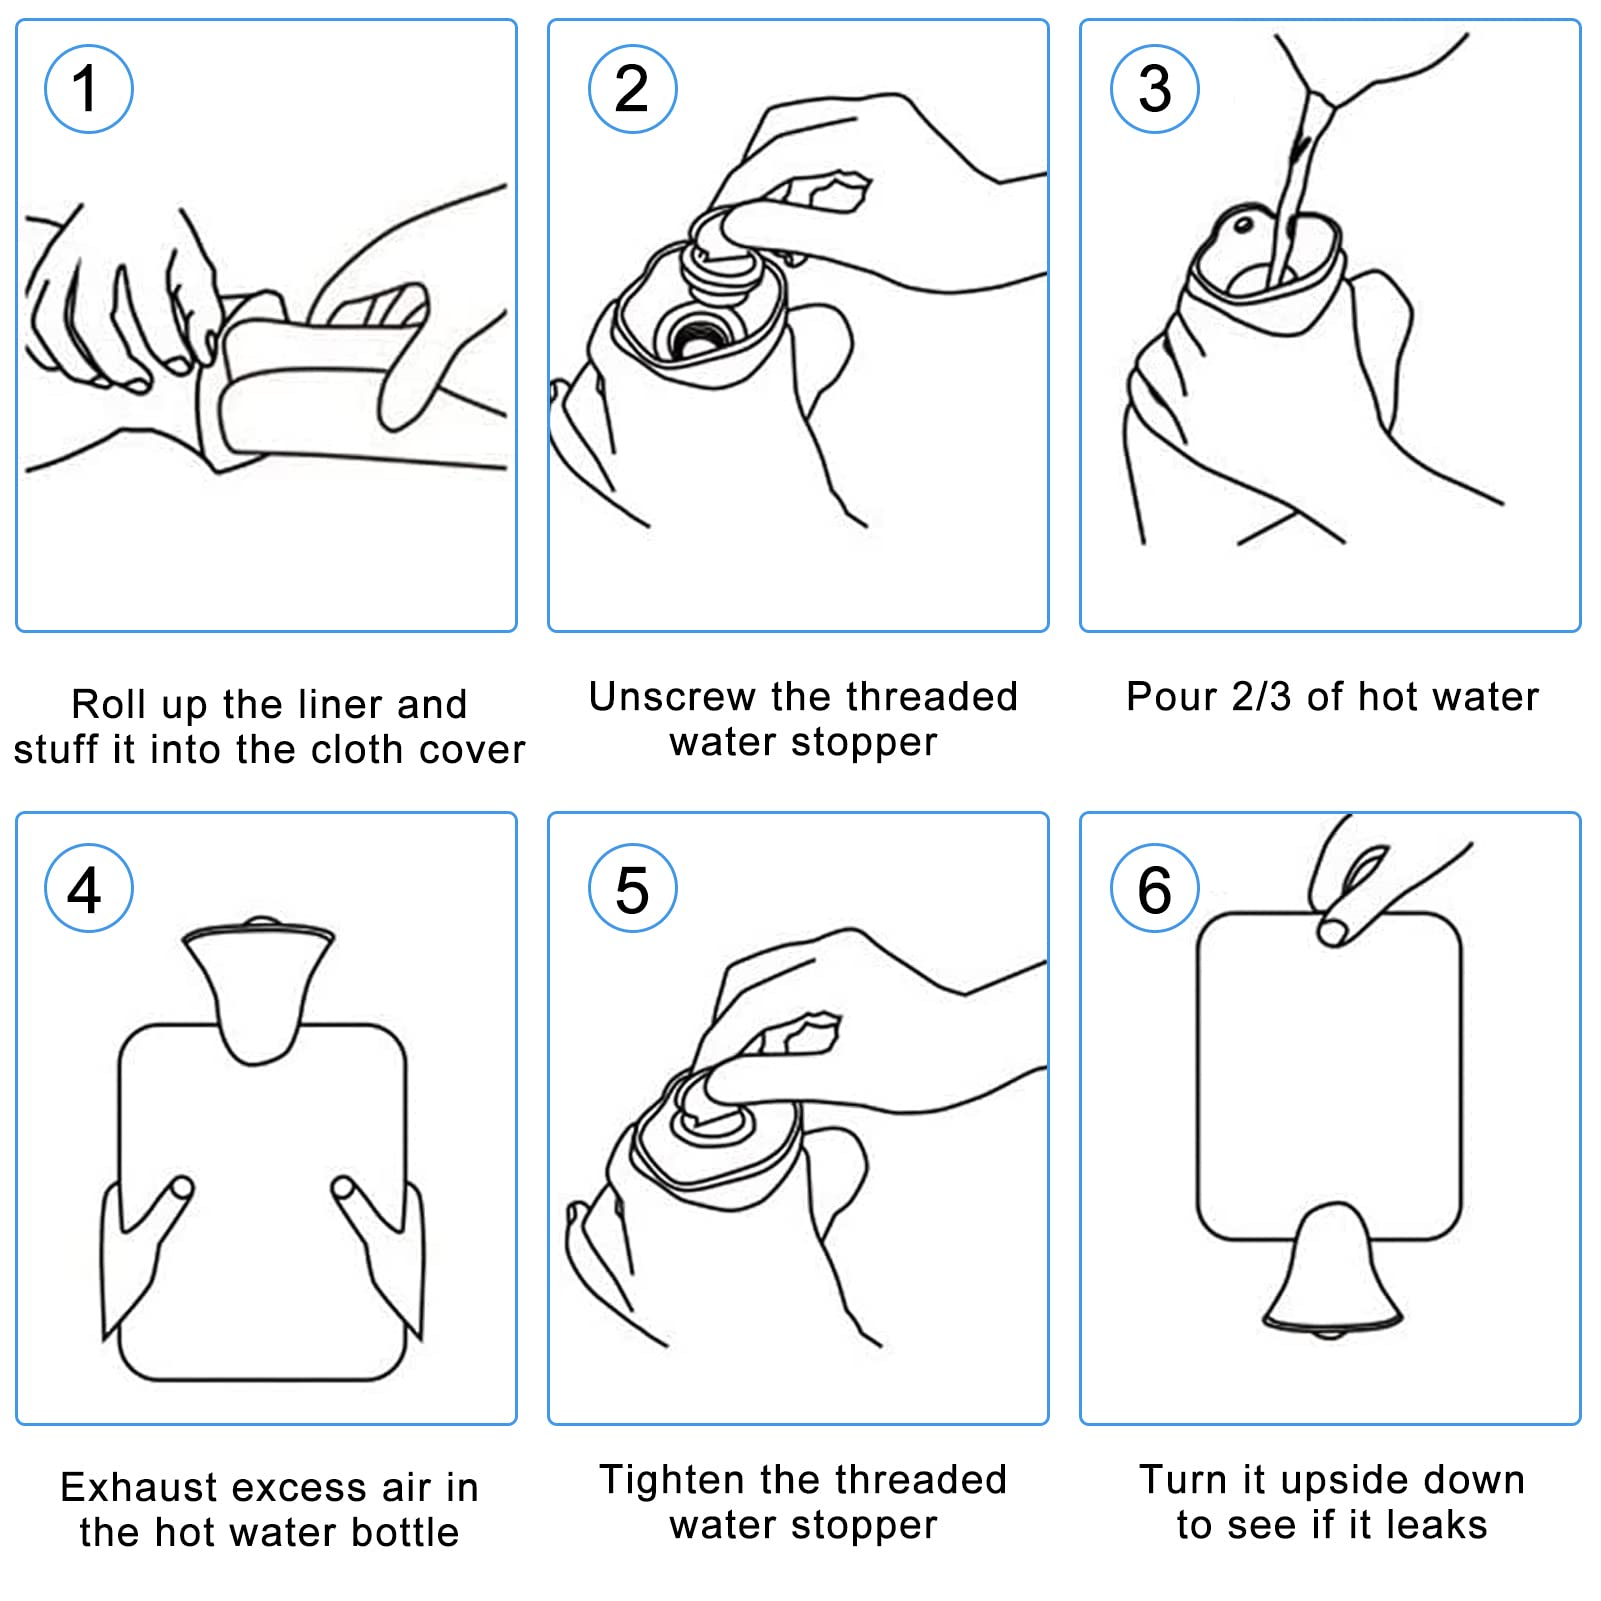 1
2
3
Roll up the liner and
stuff it into the cloth cover
Unscrew the threaded
water stopper
Pour 2/3 of hot water
4
5
6
Exhaust excess air in
the hot water bottle
Tighten the threaded
water stopper
Turn it upside down
to see if it leaks